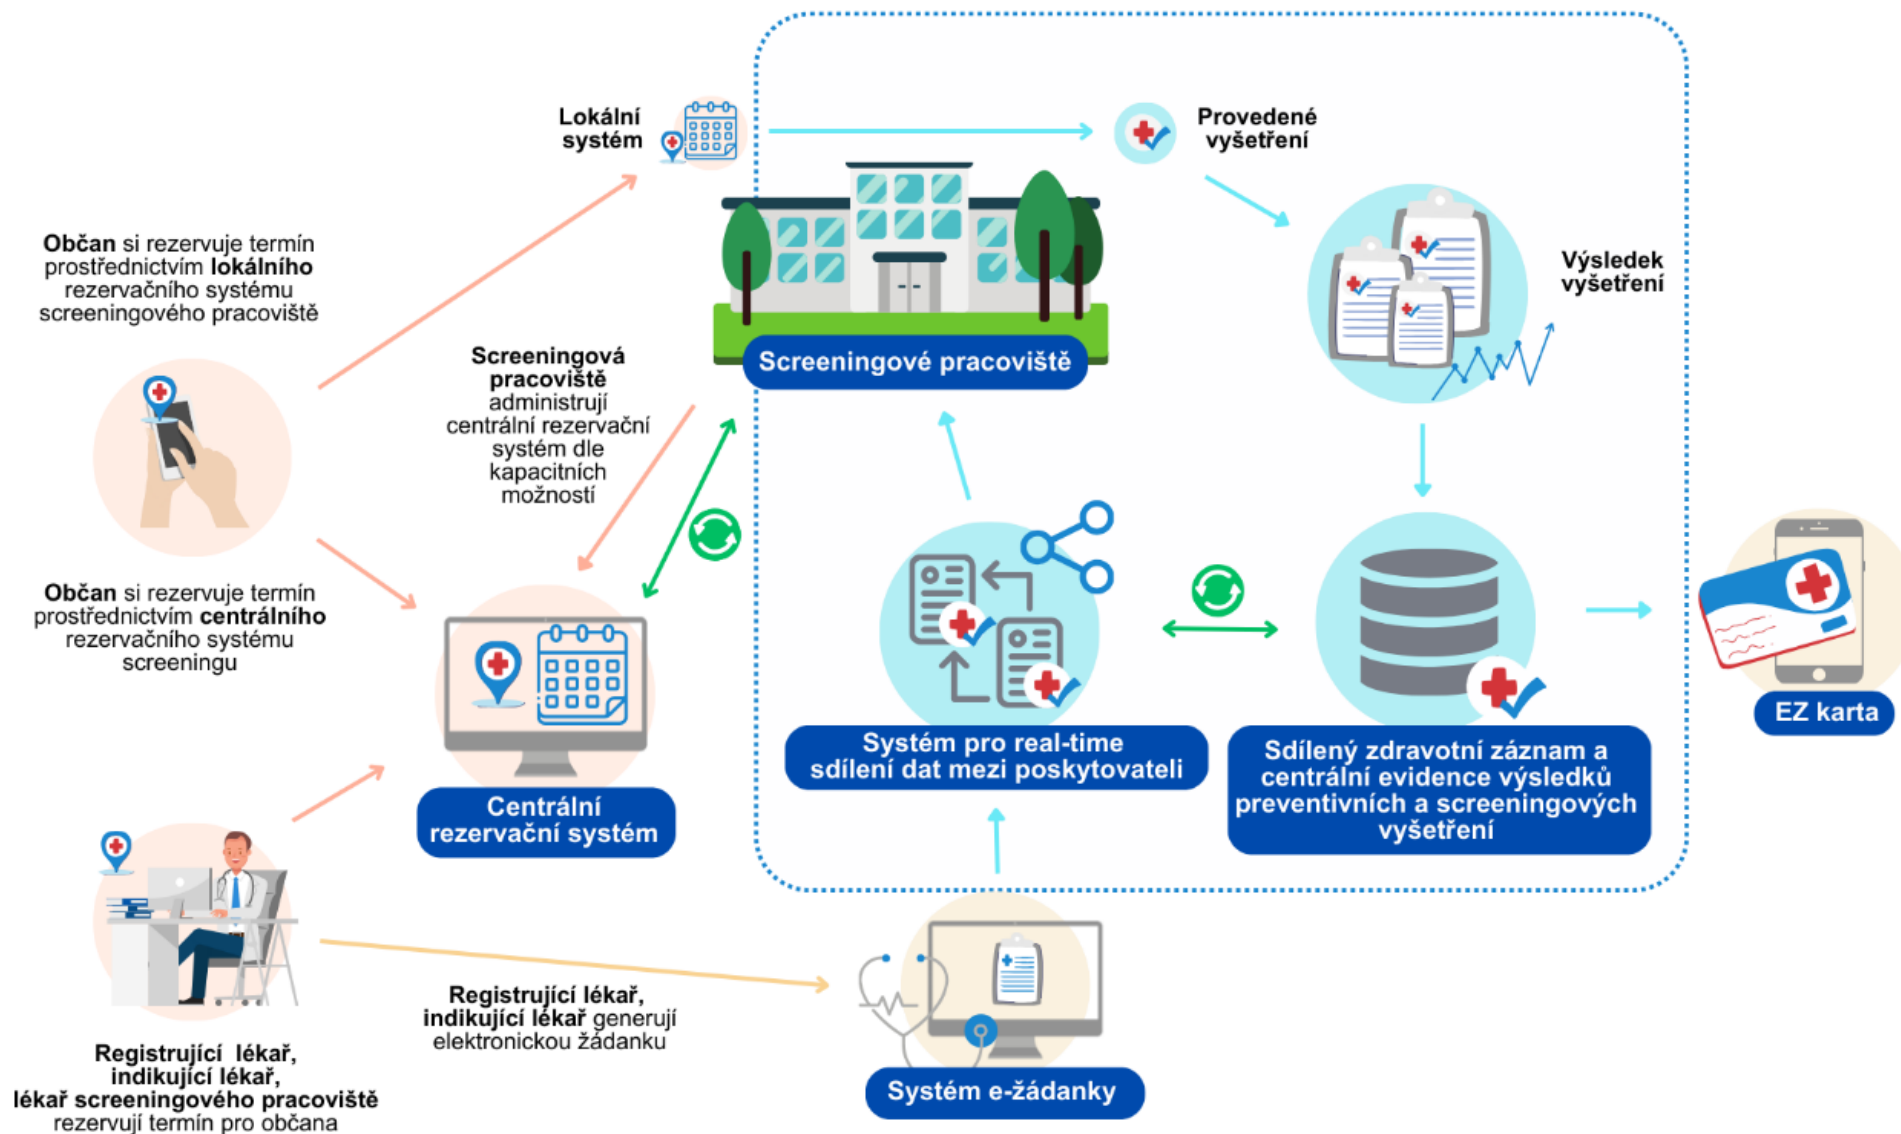 Lokální
systém
Provedené
vyšetření
Občan si rezervuje termín
prostřednictvím lokálního
rezervačního systému
screeningového pracoviště
Výsledek
vyšetření
Screeningové pracoviště
Screeningová
pracoviště
administrují
centrální rezervační
systém dle
kapacitních
možností
Občan si rezervuje termín
prostřednictvím centrálního
rezervačního systému
screeningu
EZ karta
Systém pro real-time
sdílení dat mezi poskytovateli
Sdílený zdravotní záznam a
centrální evidence výsledků
preventivních a screeningových
vyšetření
Centrální
rezervační systém
Registrující lékař,
indikující lékař generují
elektronickou žádanku
Registrující lékař,
indikující lékař,
lékař screeningového pracoviště
rezervují termín pro občana
Systém e-žádanky